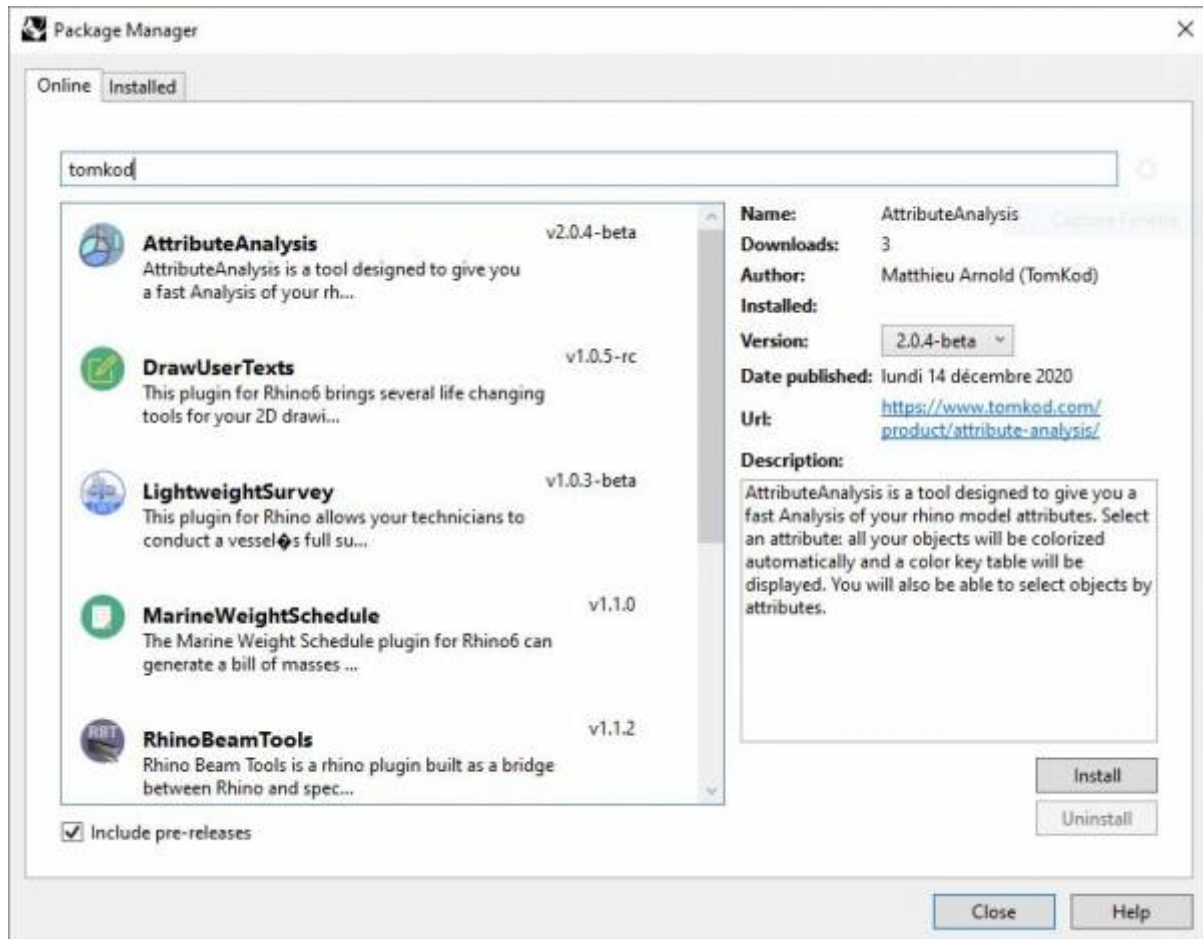 Package Manager
Online Installed
tomkod
AttributeAnalysis v2.0.4-beta
AttributeAnalysis is a tool designed to give you
a fast Analysis of your rh...
DrawUserTexts v1.0.5-rc
This plugin for Rhino6 brings several life changing
tools for your 2D drawi...
LightweightSurvey v1.0.3-beta
This plugin for Rhino allows your technicians to
conduct a vessel�s full su...
MarineWeightSchedule v1.1.0
The Marine Weight Schedule plugin for Rhino6 can
generate a bill of masses ...
RBT
RhinoBeamTools v1.1.2
Rhino Beam Tools is a rhino plugin built as a bridge
between Rhino and spec...
Include pre-releases
Name: AttributeAnalysis
Downloads: 3
Author: Matthieu Arnold (TomKod)
Installed:
Version: 2.0.4-beta
Date published: lundi 14 décembre 2020
Url: https://www.tomkod.com/
product/attribute-analysis/
Description:
AttributeAnalysis is a tool designed to give you a
fast Analysis of your rhino model attributes. Select
an attribute: all your objects will be colorized
automatically and a color key table will be
displayed. You will also be able to select objects by
attributes.
Install
Uninstall
Close Help